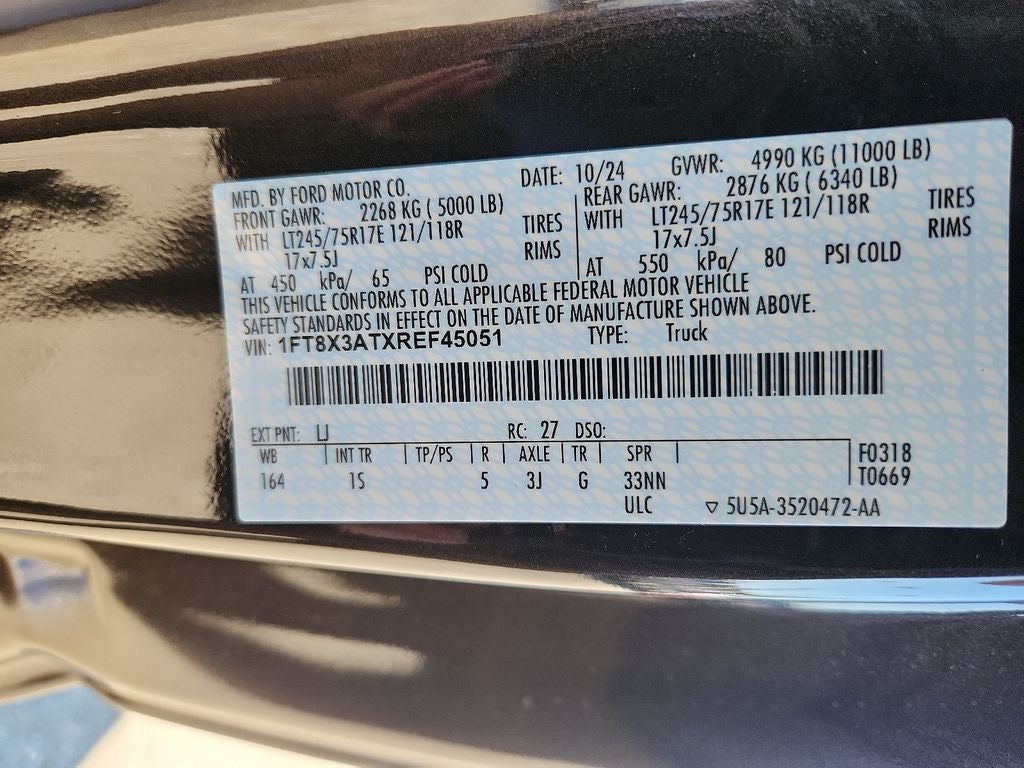 MFD. BY FORD MOTOR CO. DATE: 10/24 GVWR: 4990 KG (11000 LB)
FRONT GAWR: 2268 KG ( 5000 LB) REAR GAWR: 2876 KG ( 6340 LB)
WITH LT245/75R17E 121/118R TIRES WITH LT245/75R17E 121/118R TIRES
17x7.5J RIMS 17x7.5J RIMS
AT 450 kPa/ 65 PSI COLD AT 550 kPa/ 80 PSI COLD
THIS VEHICLE CONFORMS TO ALL APPLICABLE FEDERAL MOTOR VEHICLE
SAFETY STANDARDS IN EFFECT ON THE DATE OF MANUFACTURE SHOWN ABOVE.
VIN: 1FT8X3ATXREF45051 TYPE: Truck
EXT PNT: LJ RC: 27 DSO:
WB INT TR TP/PS R AXLE TR SPR F0318
164 1S 5 3J G 33NN T0669
ULC ▽ 5U5A-3520472-AA